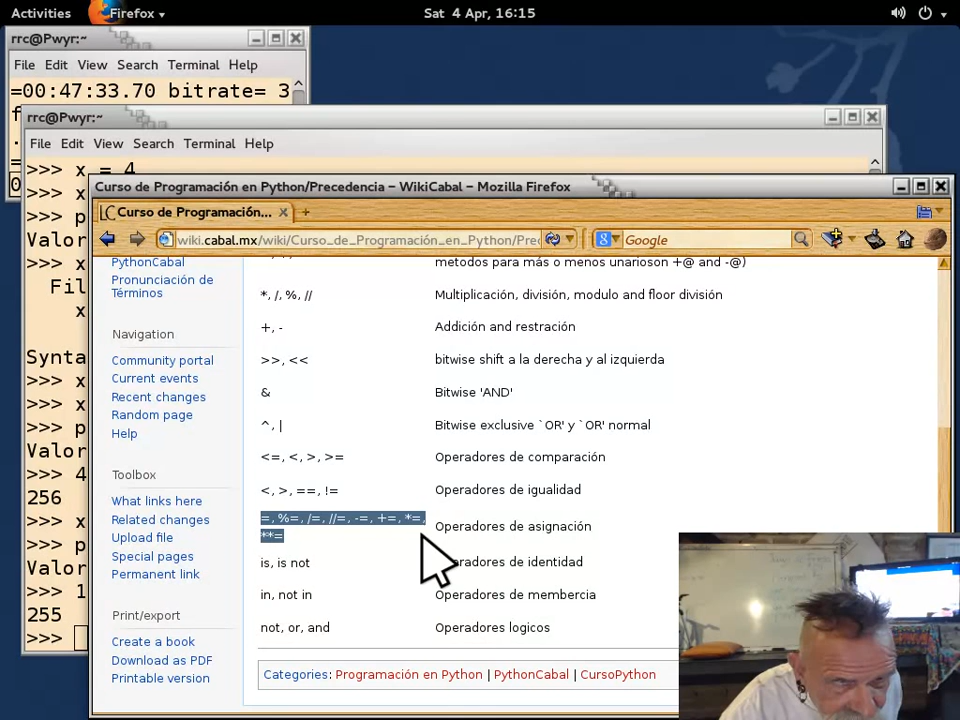 Activities Firefox Sat 4 Apr, 16:15
rrc@Pwyr:~
File Edit View Search Terminal Help
=00:47:33.70 bitrate= 3
f
.
=
0
rrc@Pwyr:~
File Edit View Search Terminal Help
>>> x = 4
>>> x
>>> p
Valor
>>> x
Fil
x
Synta
>>> x
>>> x
>>> p
Valor
>>> 4
256
>>> x
>>> p
Valor
>>> 1
255
>>>
Curso de Programación en Python/Precedencia – WikiCabal – Mozilla Firefox
Curso de Programación...
wiki.cabal.mx/wiki/Curso_de_Programación_en_Python/Prec
Google
PythonCabal
Pronunciación de
Términos
Navigation
Community portal
Current events
Recent changes
Random page
Help
Toolbox
What links here
Related changes
Upload file
Special pages
Permanent link
Print/export
Create a book
Download as PDF
Printable version
metodos para más o menos unarioson +@ and -@)
*, /, %, // Multiplicación, división, modulo and floor división
+, - Addición and restración
>>, << bitwise shift a la derecha y al izquierda
& Bitwise 'AND'
^, | Bitwise exclusive `OR' y `OR' normal
<=, <, >, >= Operadores de comparación
<, >, ==, != Operadores de igualidad
=, %=, /=, //=, -=, +=, *=, Operadores de asignación
**=
is, is not eradores de identidad
in, not in Operadores de membercia
not, or, and Operadores logicos
Categories: Programación en Python | PythonCabal | CursoPython